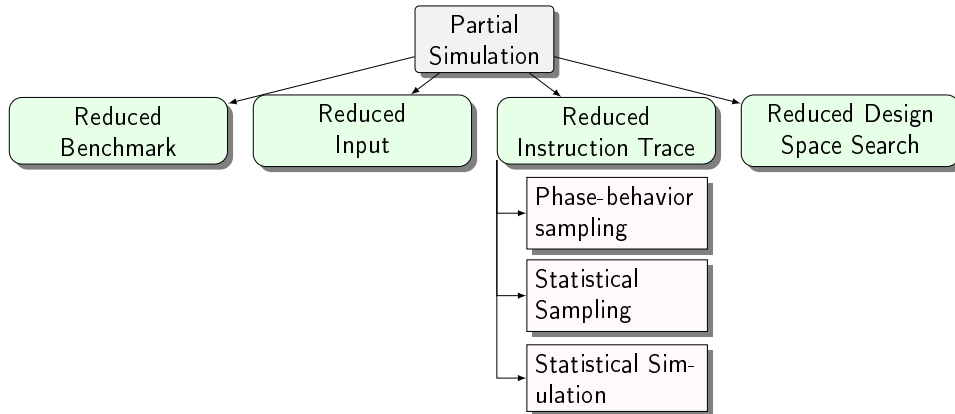 Partial
Simulation
Reduced
Benchmark
Reduced
Input
Reduced
Instruction Trace
Reduced Design
Space Search
Phase-behavior
sampling
Statistical
Sampling
Statistical Sim-
ulation